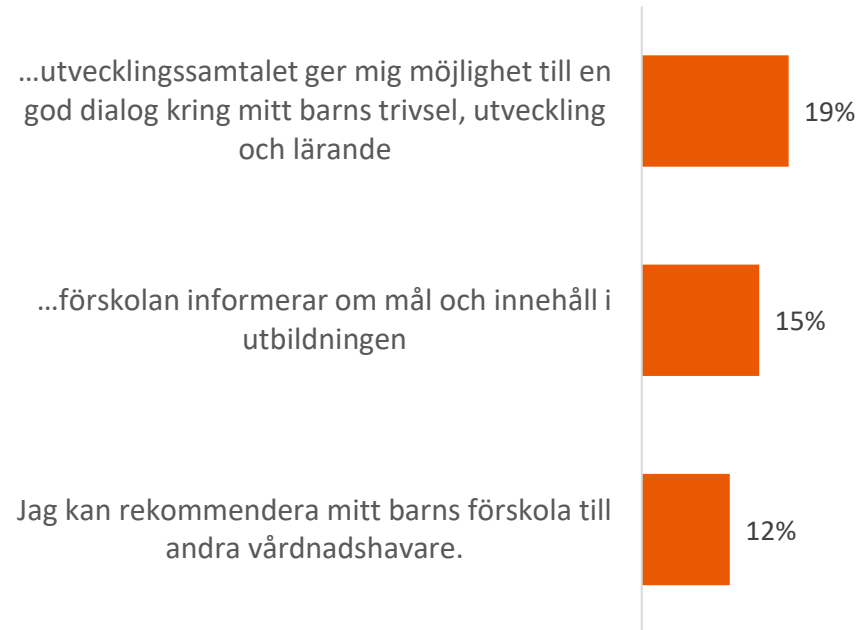 ...utvecklingssamtalet ger mig möjlighet till en
god dialog kring mitt barns trivsel, utveckling
och lärande
19%
...förskolan informerar om mål och innehåll i
utbildningen
15%
Jag kan rekommendera mitt barns förskola till
andra vårdnadshavare.
12%